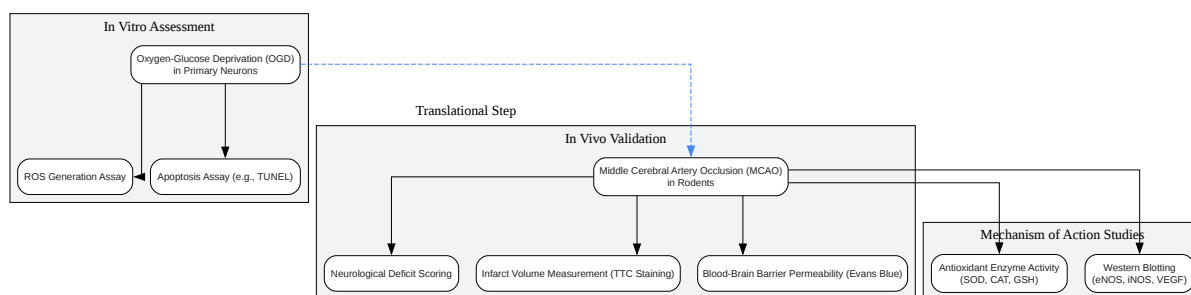 In Vitro Assessment
Oxygen-Glucose Deprivation (OGD)
in Primary Neurons
ROS Generation Assay
Apoptosis Assay (e.g., TUNEL)
Translational Step
In Vivo Validation
Middle Cerebral Artery Occlusion (MCAO)
in Rodents
Neurological Deficit Scoring
Infarct Volume Measurement (TTC Staining)
Blood-Brain Barrier Permeability (Evans Blue)
Mechanism of Action Studies
Antioxidant Enzyme Activity
(SOD, CAT, GSH)
Western Blotting
(eNOS, iNOS, VEGF)